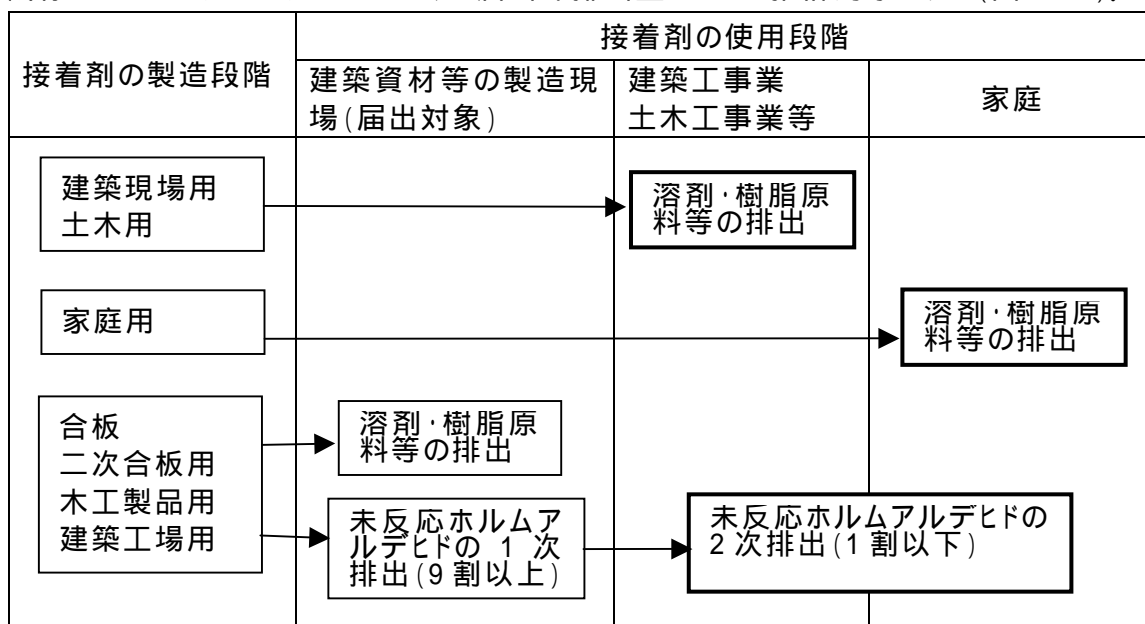 接着剤の製造段階
接着剤の使用段階
建築資材等の製造現
場(届出対象)
建築工事業
土木工事業等
家庭
建築現場用
土木用
溶剤・樹脂原
料等の排出
家庭用
溶剤・樹脂原
料等の排出
合板
二次合板用
木工製品用
建築工場用
溶剤・樹脂原
料等の排出
未反応ホルムア
ルデヒドの 1 次
排出(9 割以上)
未反応ホルムアルデヒドの
2 次排出(1 割以下)